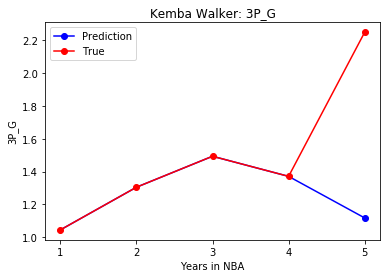 Kemba Walker: 3P_G
Prediction
True
3P_G
2.2
2.0
1.8
1.6
1.4
1.2
1.0
1 2 3 4 5
Years in NBA